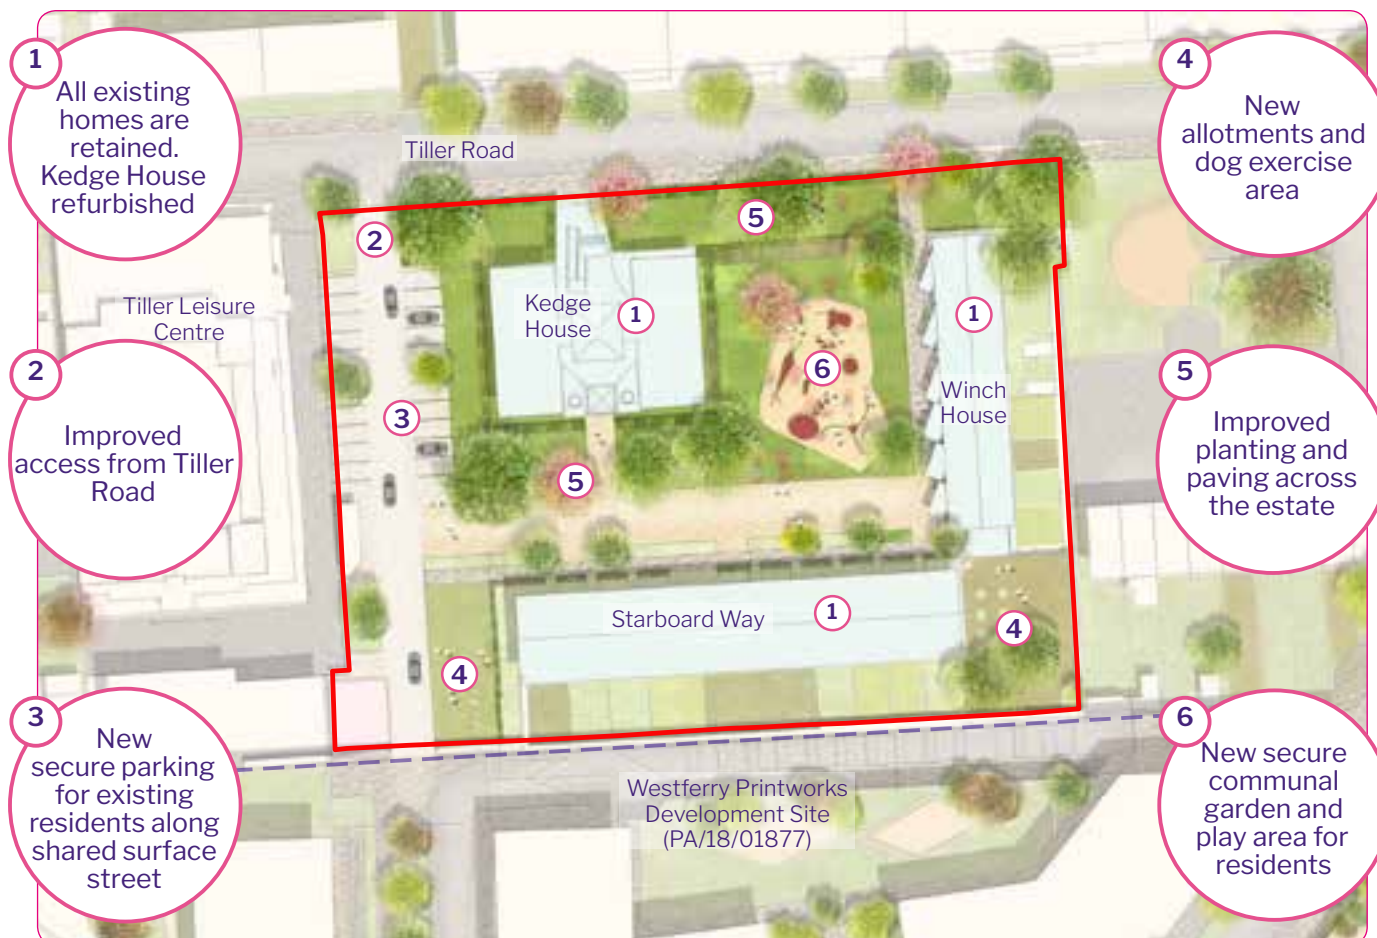 1
All existing
homes are
retained.
Kedge House
refurbished
2
Improved
access from Tiller
Road
3
New
secure parking
for existing
residents along
shared surface
street
Tiller Road
Tiller Leisure
Centre
2
5
Kedge
House
1
1
6
3
Winch
House
5
Starboard Way
1
4
4
Westferry Printworks
Development Site
(PA/18/01877)
4
New
allotments and
dog exercise
area
5
Improved
planting and
paving across
the estate
6
New secure
communal
garden and
play area for
residents